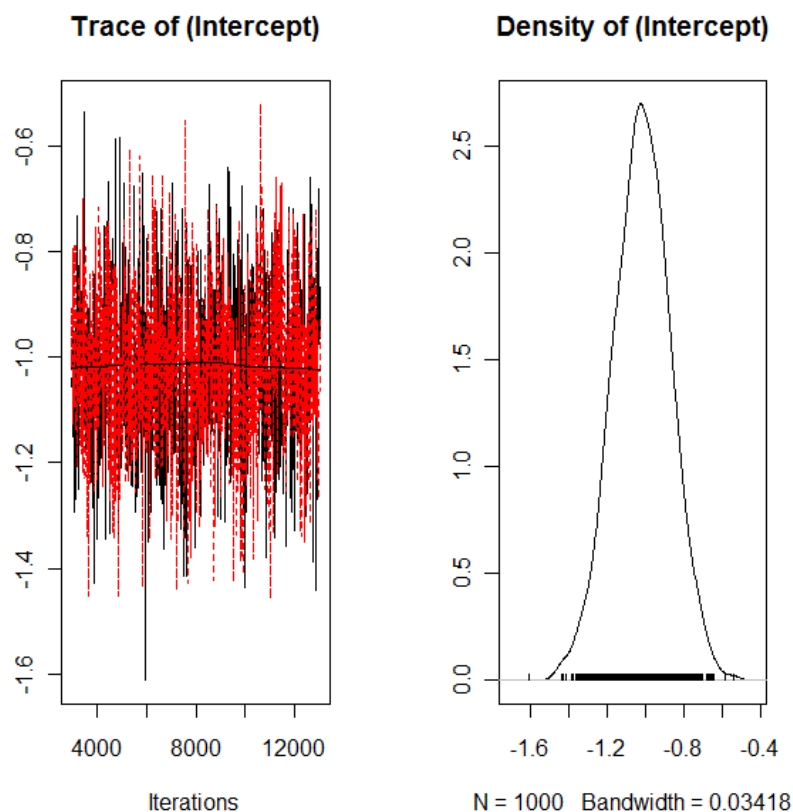 Trace of (Intercept)
-0.6
-0.8
-1.0
-1.2
-1.4
-1.6
4000 8000 12000
Iterations
Density of (Intercept)
2.5
2.0
1.5
1.0
0.5
0.0
-1.6 -1.2 -0.8 -0.4
N = 1000 Bandwidth = 0.03418